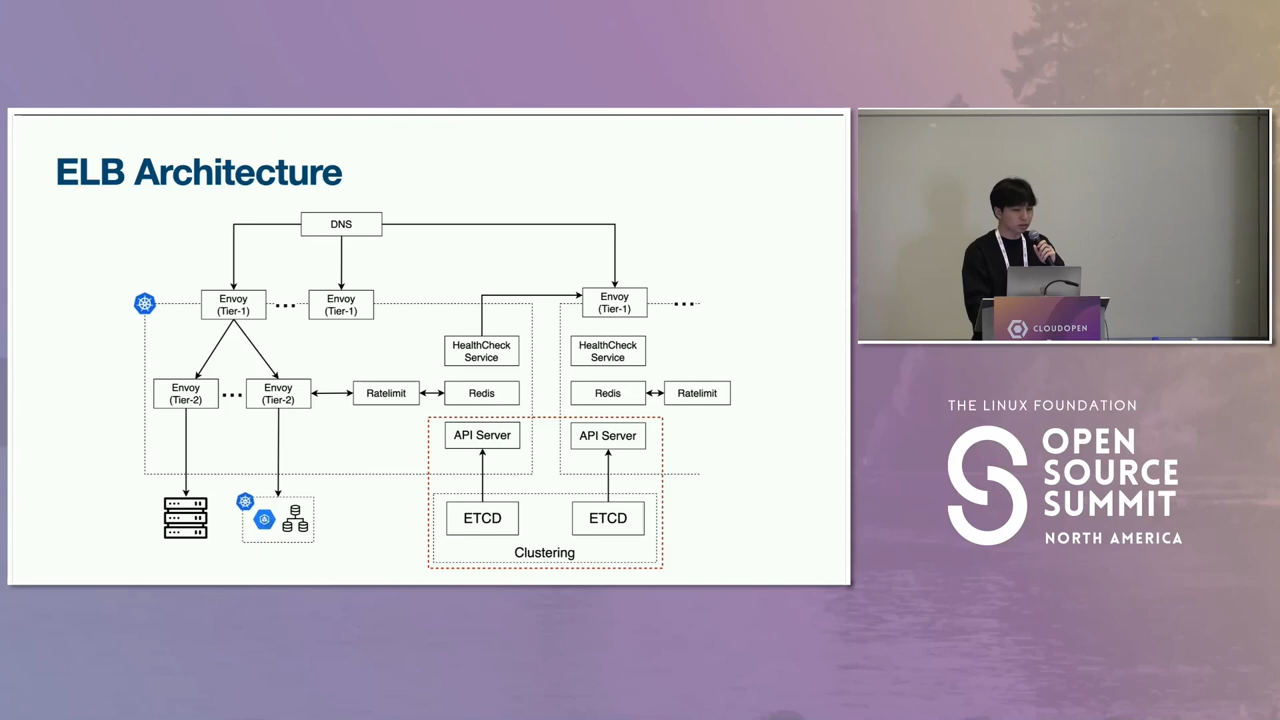 ELB Architecture
DNS
Envoy
(Tier-1)
...
Envoy
(Tier-1)
Envoy
(Tier-1)
...
HealthCheck
Service
HealthCheck
Service
Envoy
(Tier-2)
...
Envoy
(Tier-2)
Ratelimit
Redis
Redis
Ratelimit
API Server
API Server
ETCD
ETCD
Clustering
CLOUDOPEN
THE LINUX FOUNDATION
OPEN
SOURCE
SUMMIT
NORTH AMERICA